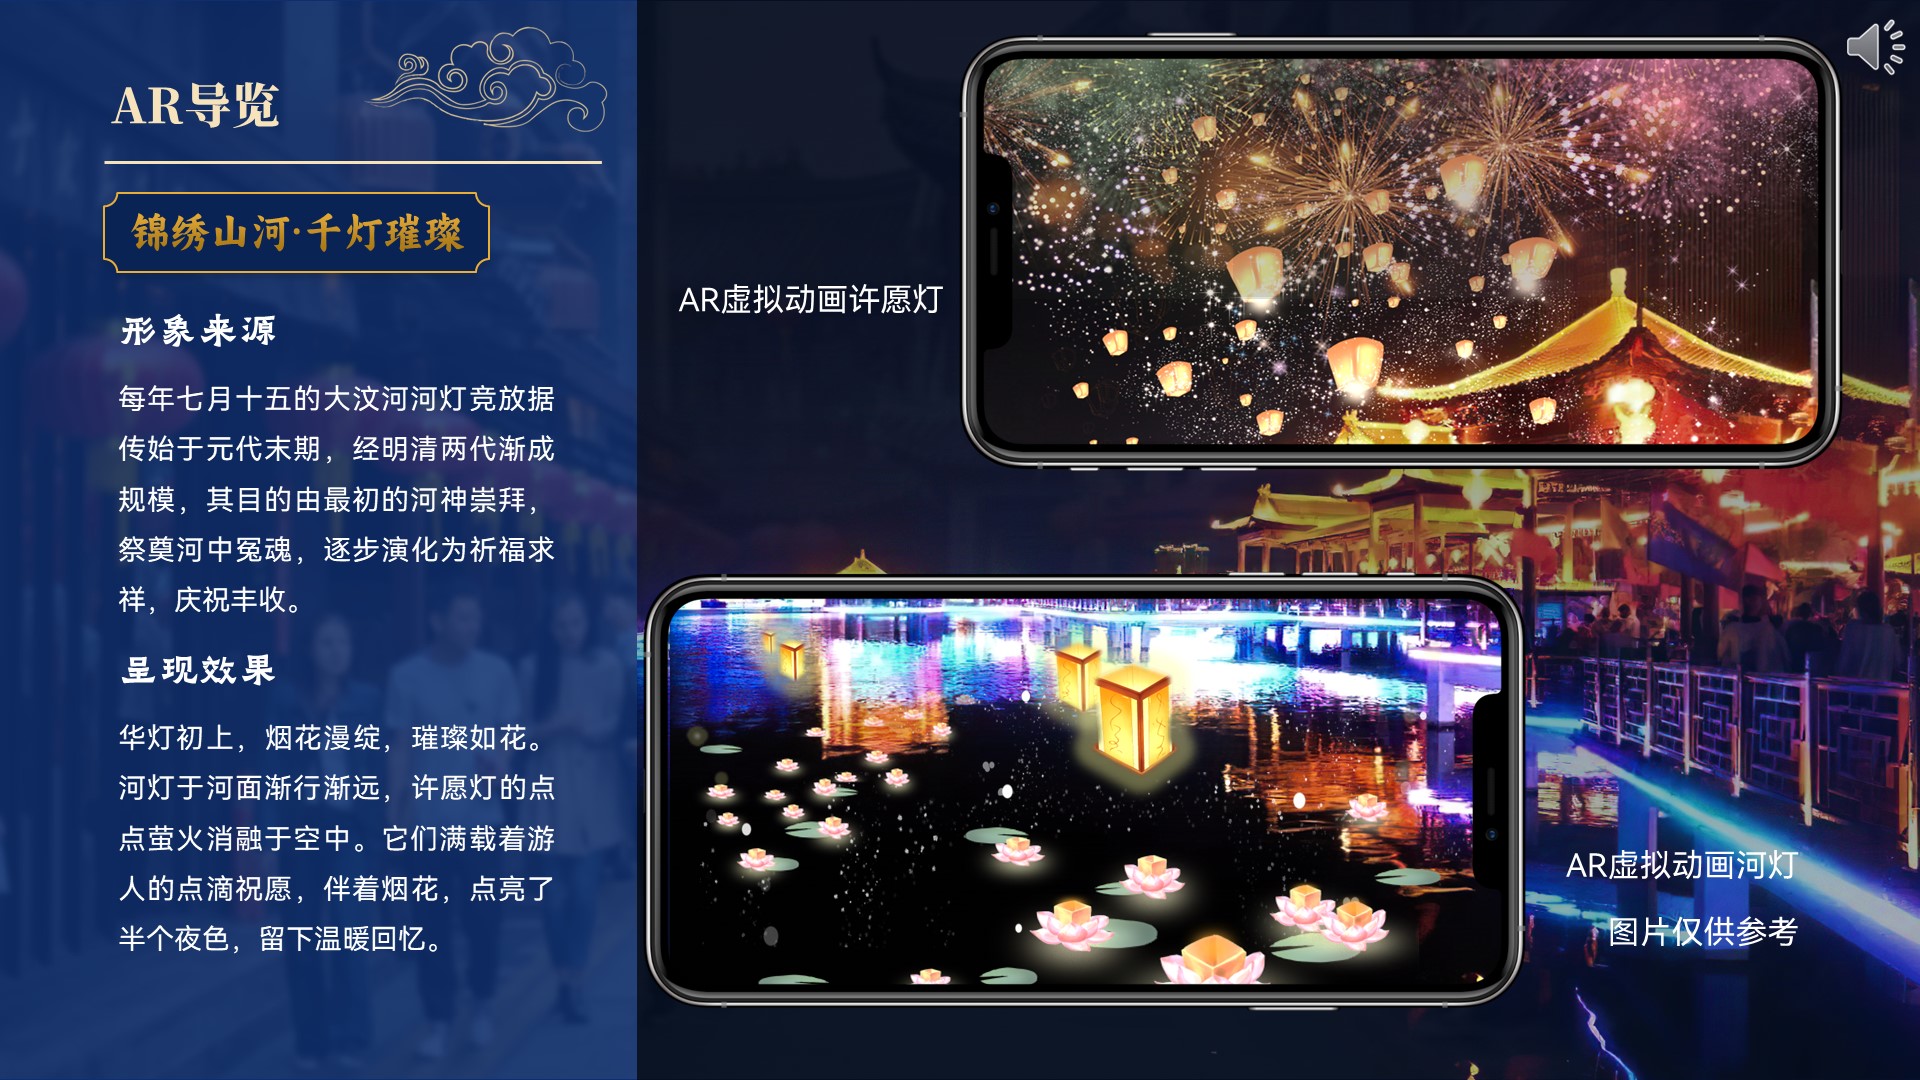 AR导览
锦绣山河·千灯璀璨
形象来源
每年七月十五的大汶河河灯竞放据
传始于元代末期，经明清两代渐成
规模，其目的由最初的河神崇拜，
祭奠河中冤魂，逐步演化为祈福求
祥，庆祝丰收。
呈现效果
华灯初上，烟花漫绽，璀璨如花。
河灯于河面渐行渐远，许愿灯的点
点萤火消融于空中。它们满载着游
人的点滴祝愿，伴着烟花，点亮了
半个夜色，留下温暖回忆。
AR虚拟动画许愿灯
AR虚拟动画河灯
图片仅供参考